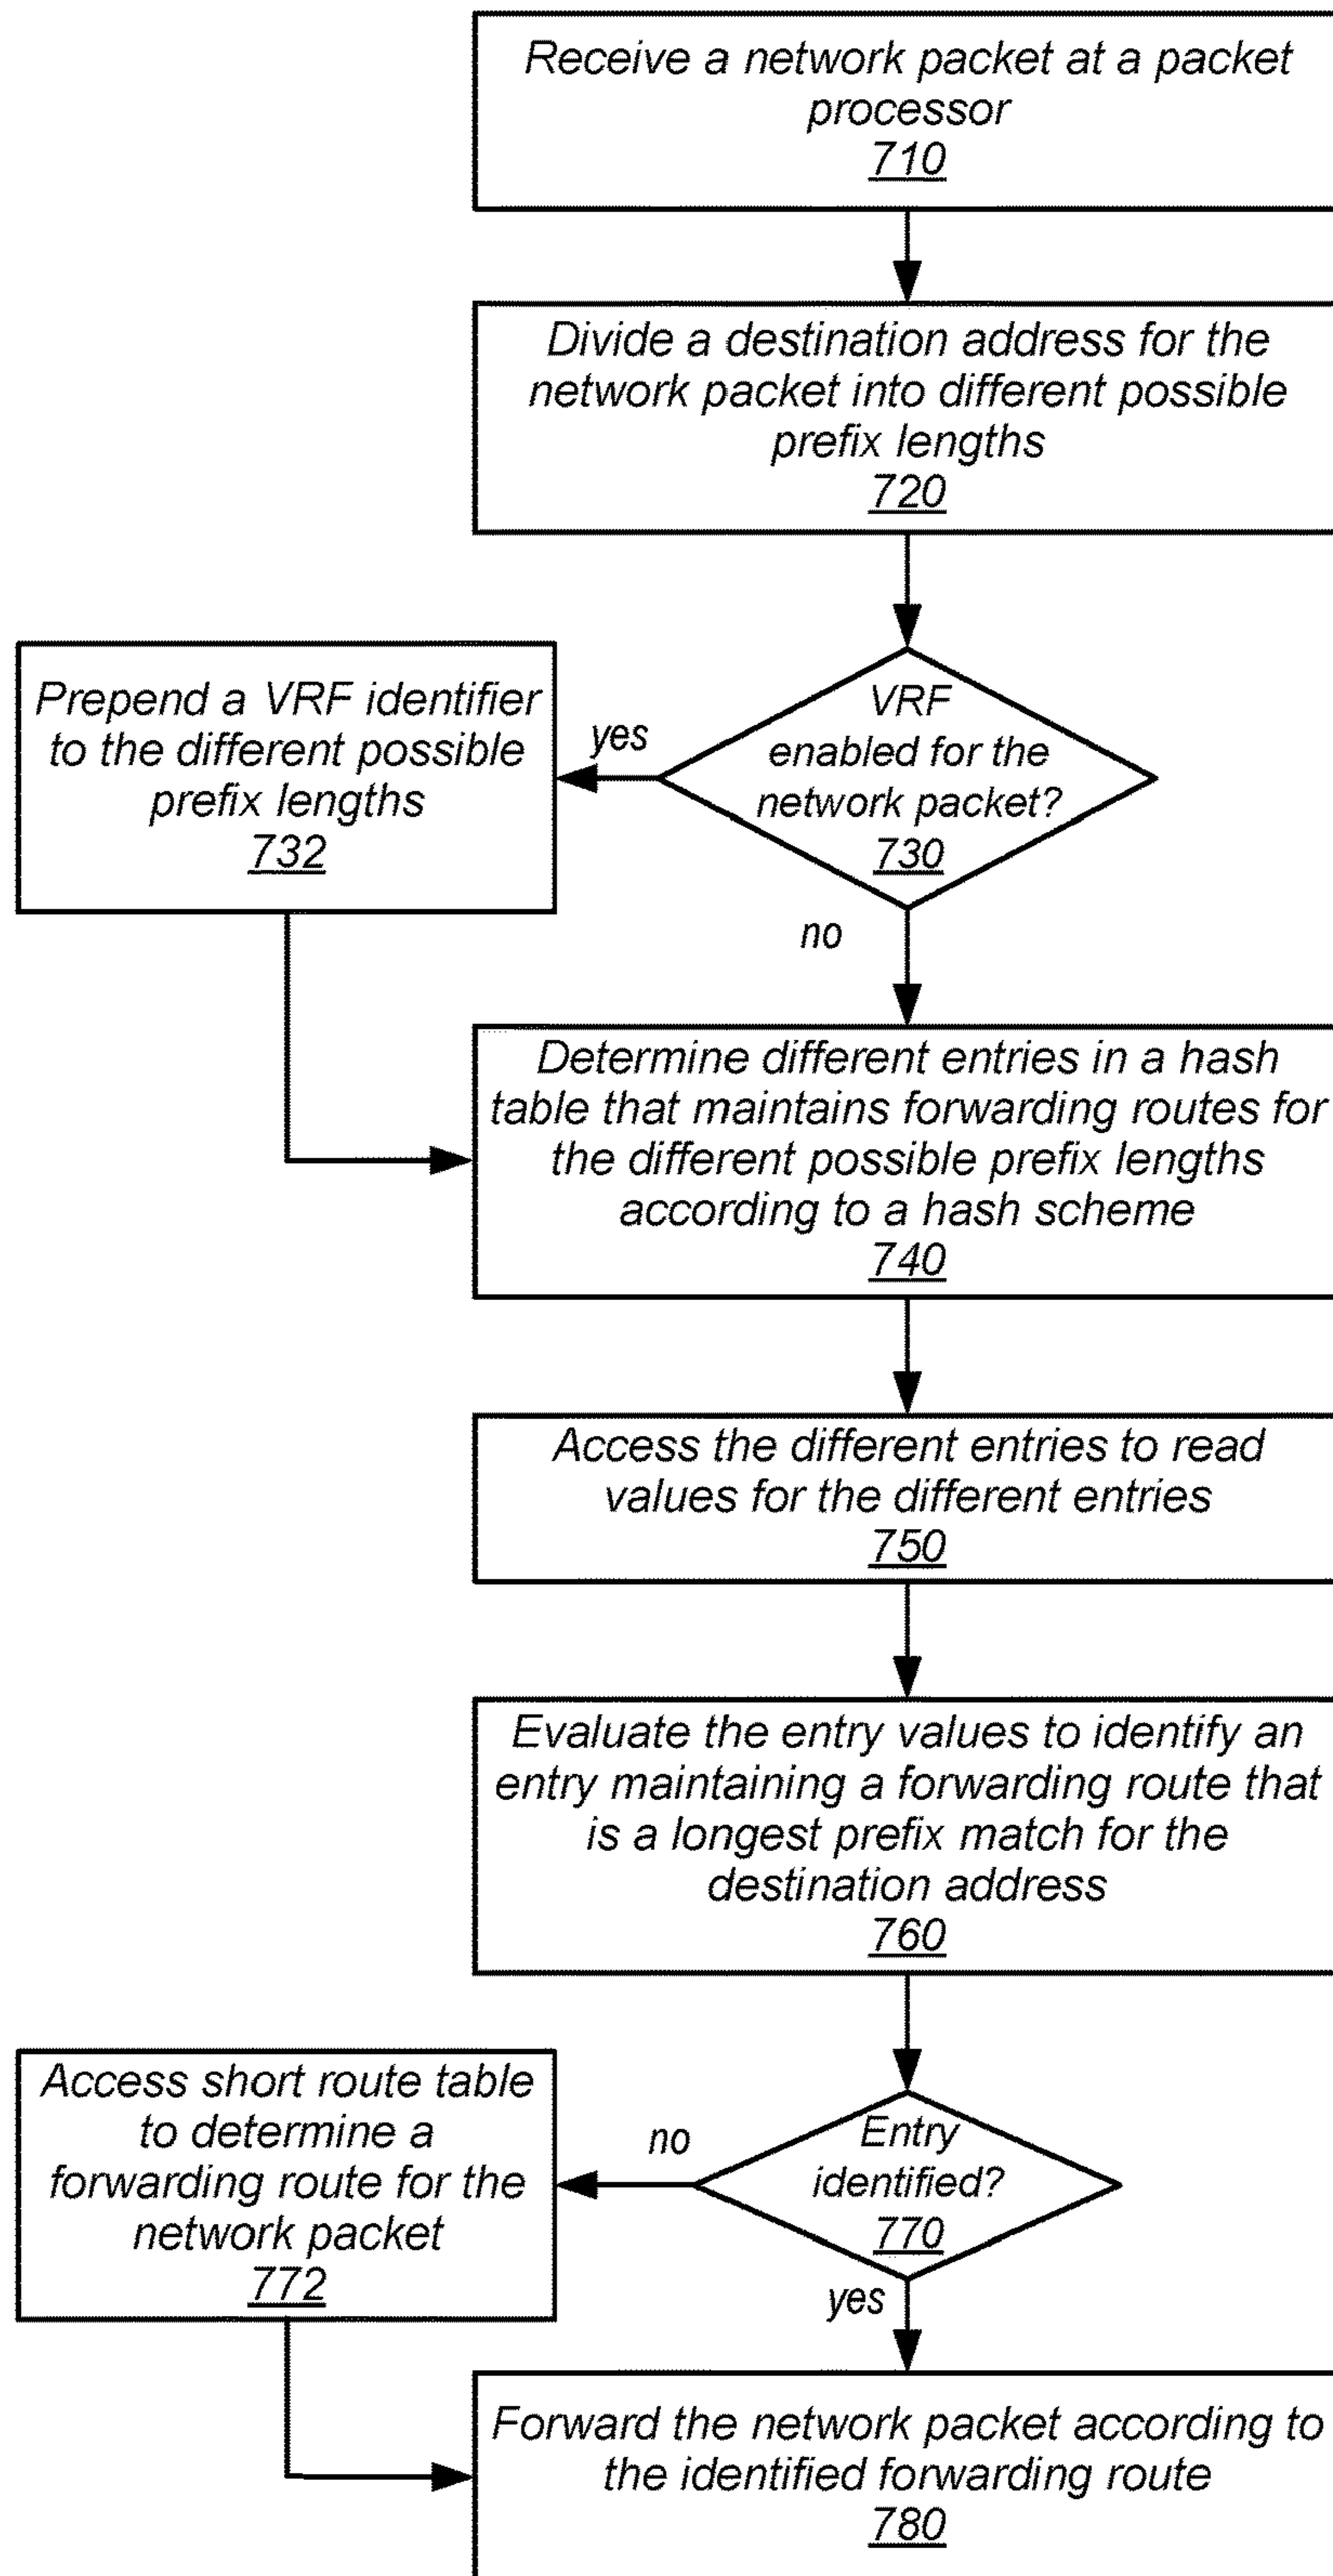 Receive a network packet at a packet
processor
710
Divide a destination address for the
network packet into different possible
prefix lengths
720
VRF
enabled for the
network packet?
730
yes
Prepend a VRF identifier
to the different possible
prefix lengths
732
no
Determine different entries in a hash
table that maintains forwarding routes for
the different possible prefix lengths
according to a hash scheme
740
Access the different entries to read
values for the different entries
750
Evaluate the entry values to identify an
entry maintaining a forwarding route that
is a longest prefix match for the
destination address
760
Entry
identified?
770
no
Access short route table
to determine a
forwarding route for the
network packet
772
yes
Forward the network packet according to
the identified forwarding route
780